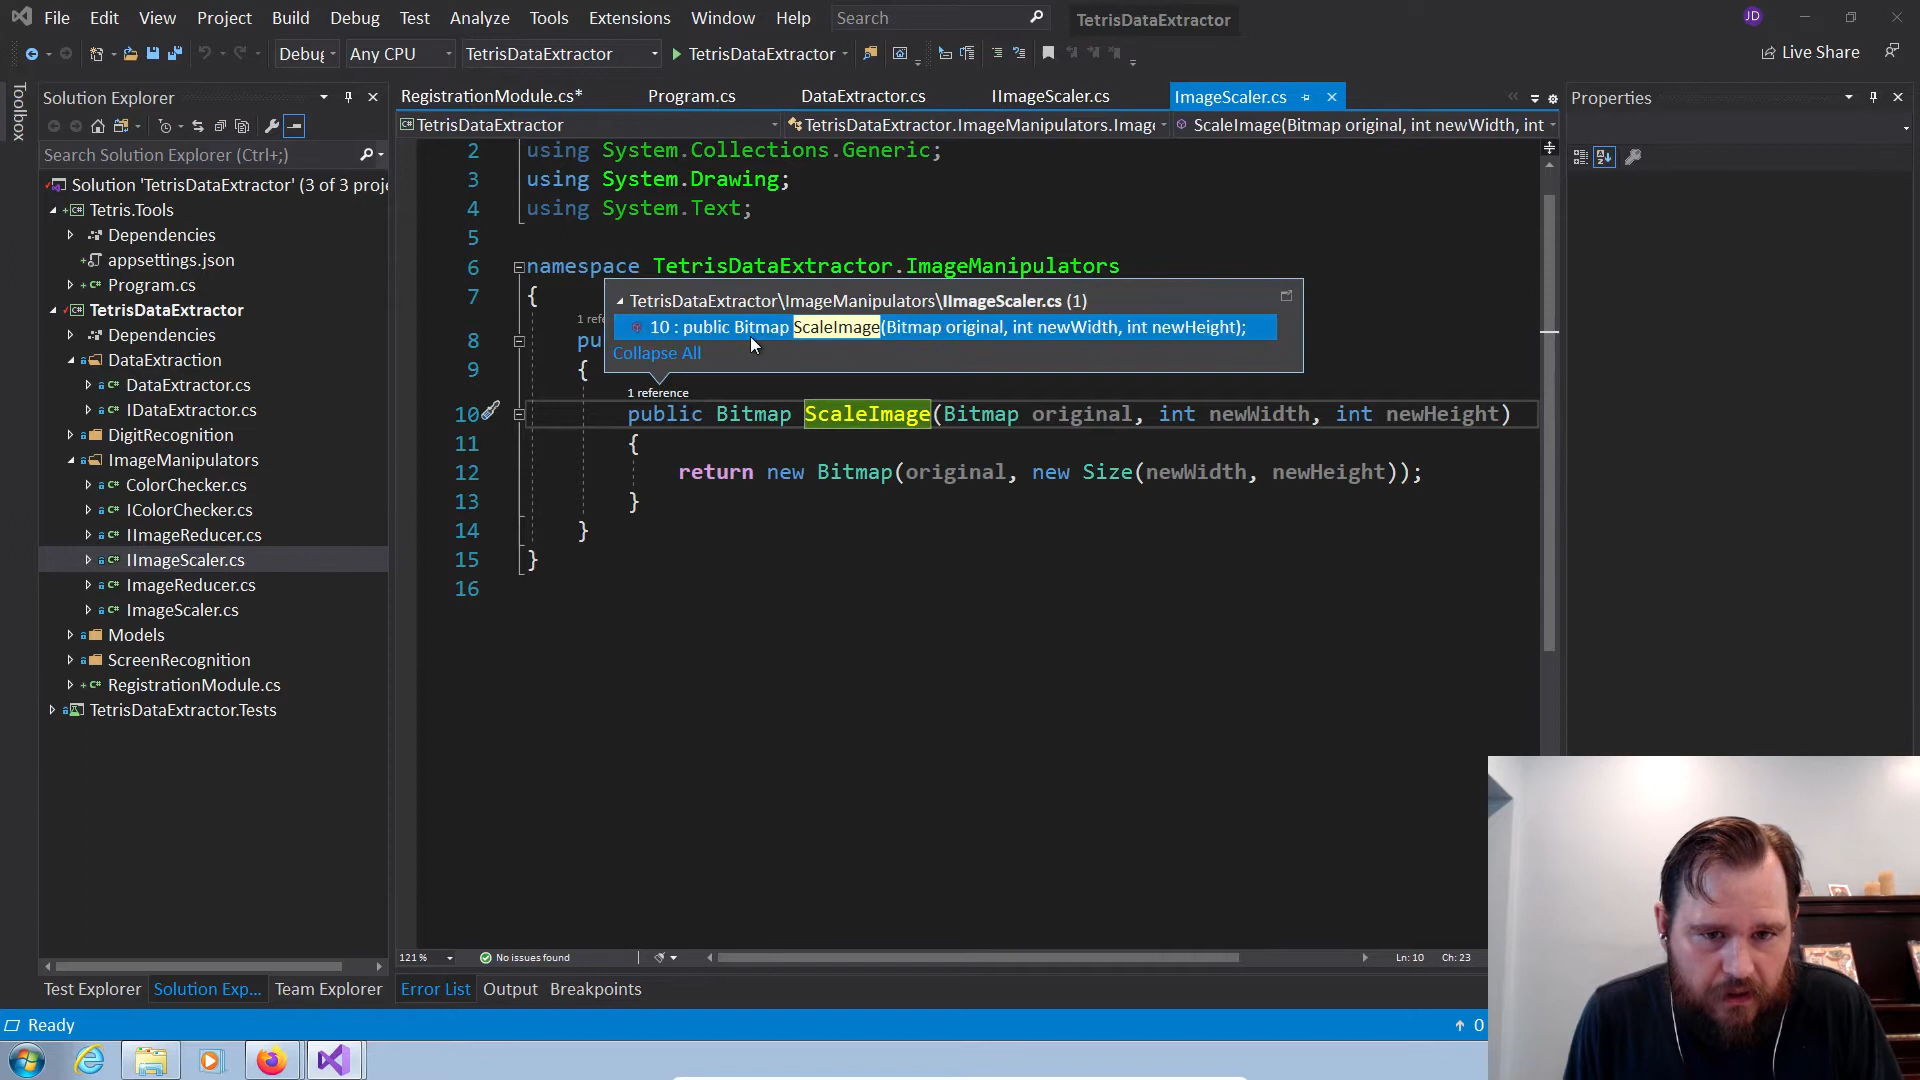 File Edit View Project Build Debug Test Analyze Tools Extensions Window Help Search TetrisDataExtractor JD
Debug Any CPU TetrisDataExtractor TetrisDataExtractor Live Share
Toolbox
Solution Explorer
Search Solution Explorer (Ctrl+;)
Solution 'TetrisDataExtractor' (3 of 3 proje
Tetris.Tools
Dependencies
appsettings.json
Program.cs
TetrisDataExtractor
Dependencies
DataExtraction
DataExtractor.cs
IDataExtractor.cs
DigitRecognition
ImageManipulators
ColorChecker.cs
IColorChecker.cs
IImageReducer.cs
IImageScaler.cs
ImageReducer.cs
ImageScaler.cs
Models
ScreenRecognition
RegistrationModule.cs
TetrisDataExtractor.Tests
Test Explorer Solution Exp... Team Explorer
RegistrationModule.cs* Program.cs DataExtractor.cs IImageScaler.cs ImageScaler.cs
TetrisDataExtractor TetrisDataExtractor.ImageManipulators.Image ScaleImage(Bitmap original, int newWidth, int
2 using System.Collections.Generic;
3 using System.Drawing;
4 using System.Text;
5
6 namespace TetrisDataExtractor.ImageManipulators
7 {
1 refe
8 pu
9 {
TetrisDataExtractor\ImageManipulators\IImageScaler.cs (1)
10 : public Bitmap ScaleImage(Bitmap original, int newWidth, int newHeight);
Collapse All
1 reference
10 public Bitmap ScaleImage(Bitmap original, int newWidth, int newHeight)
11 {
12 return new Bitmap(original, new Size(newWidth, newHeight));
13 }
14 }
15 }
16
121 % No issues found Ln: 10 Ch: 23
Error List Output Breakpoints
Properties
Ready 0